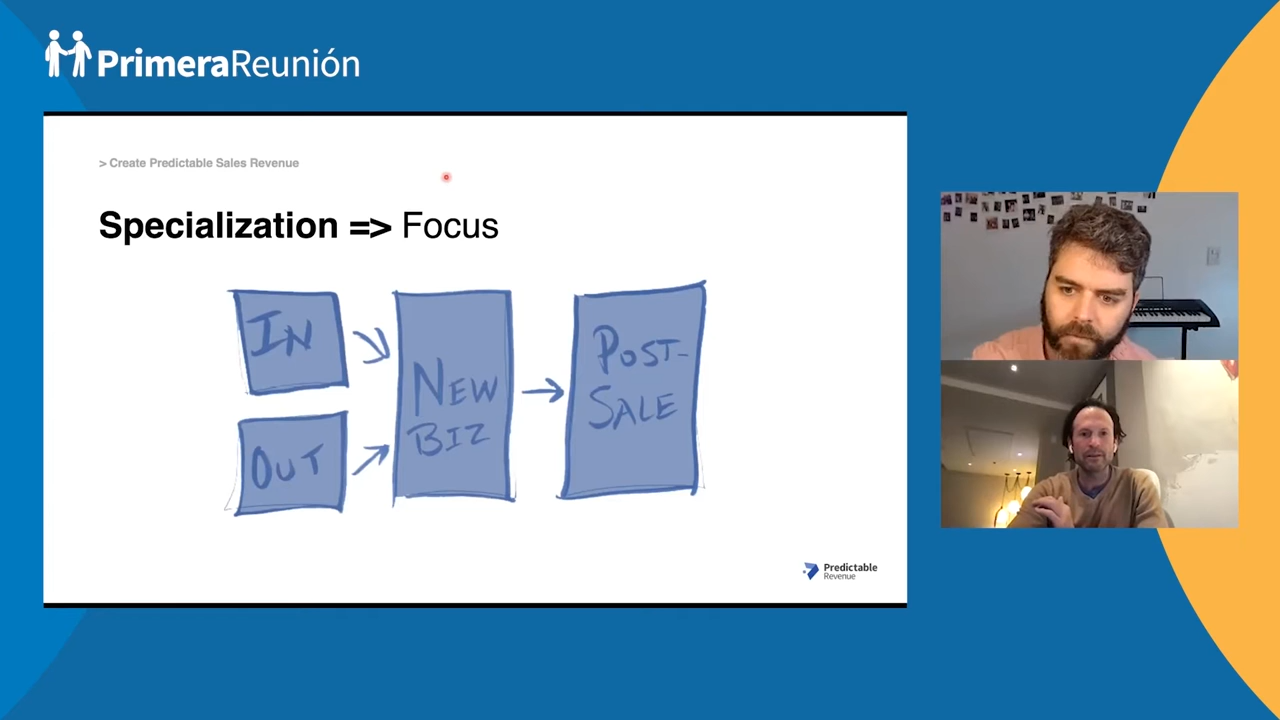 PrimeraReunión
> Create Predictable Sales Revenue
Specialization => Focus
IN
OUT
NEW
BIZ
POST-
SALE
Predictable
Revenue